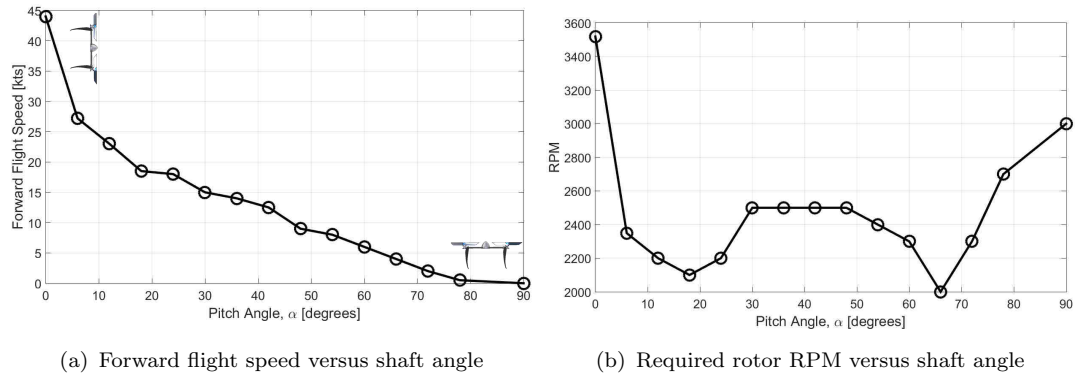 45
40
35
30
25
20
15
10
5
0
Forward Flight Speed [kts]
0 10 20 30 40 50 60 70 80 90
Pitch Angle, α [degrees]
(a) Forward flight speed versus shaft angle
3600
3400
3200
3000
2800
2600
2400
2200
2000
RPM
0 10 20 30 40 50 60 70 80 90
Pitch Angle, α [degrees]
(b) Required rotor RPM versus shaft angle